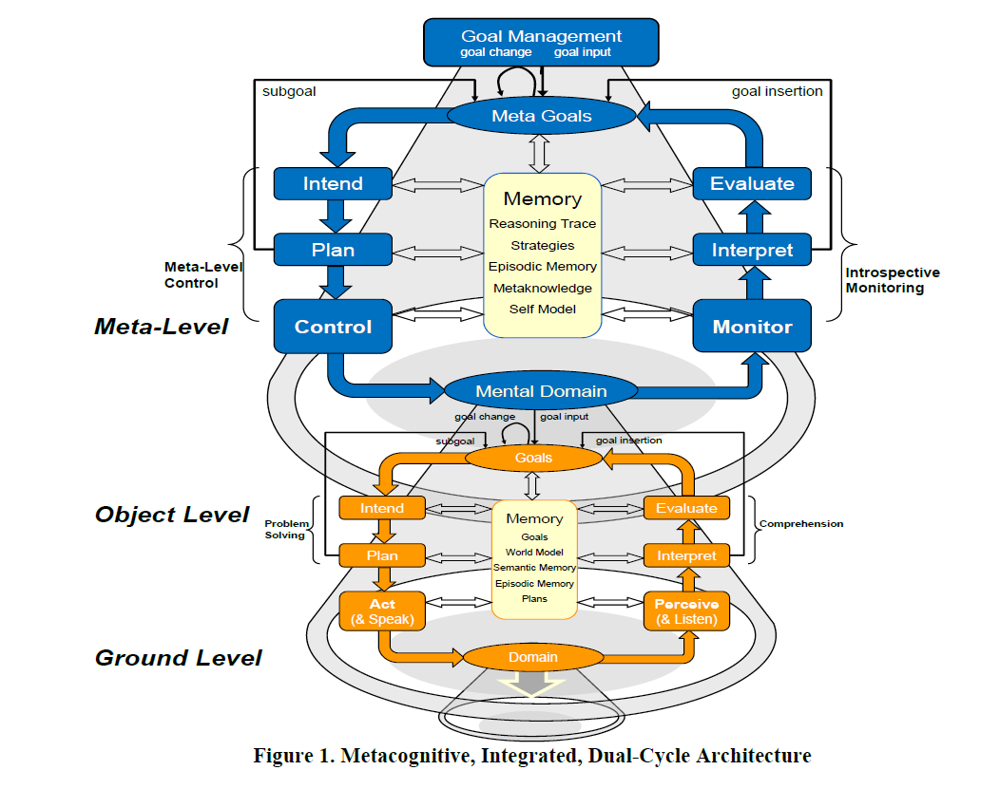 Goal Management
goal change goal input
subgoal
goal insertion
Meta Goals
Intend
Evaluate
Memory
Reasoning Trace
Strategies
Episodic Memory
Metaknowledge
Self Model
Plan
Interpret
Meta-Level
Control
Introspective
Monitoring
Meta-Level
Control
Monitor
Mental Domain
goal change goal input
subgoal
goal insertion
Goals
Object Level
Problem
Solving
Intend
Evaluate
Comprehension
Memory
Goals
World Model
Semantic Memory
Episodic Memory
Plans
Plan
Interpret
Act
(& Speak)
Perceive
(& Listen)
Ground Level
Domain
Figure 1. Metacognitive, Integrated, Dual-Cycle Architecture